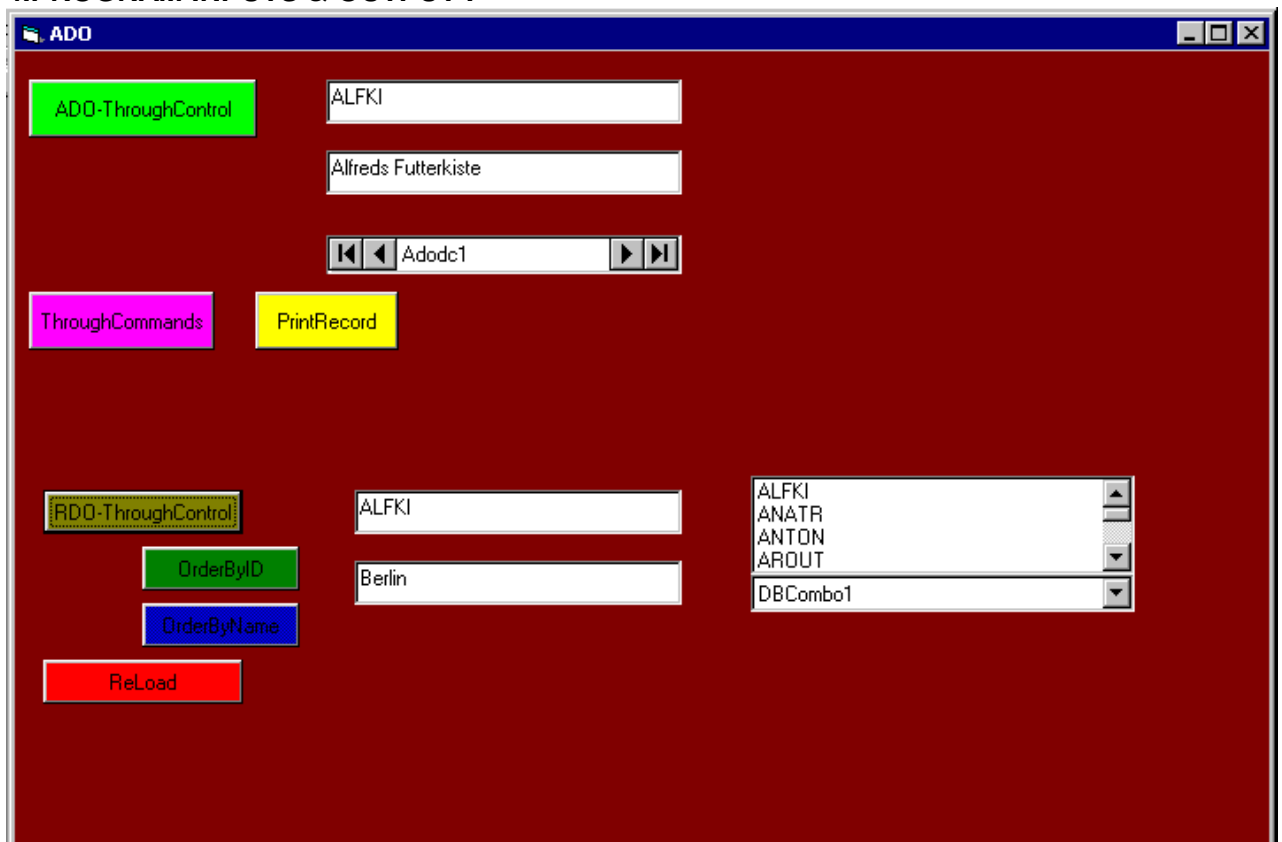 ADO
ADO-ThroughControl
ALFKI
Alfreds Futterkiste
Adodc1
ThroughCommands
PrintRecord
RDO-ThroughControl
ALFKI
ALFKI
ANATR
ANTON
AROUT
OrderByID
Berlin
DBCombo1
OrderByName
ReLoad